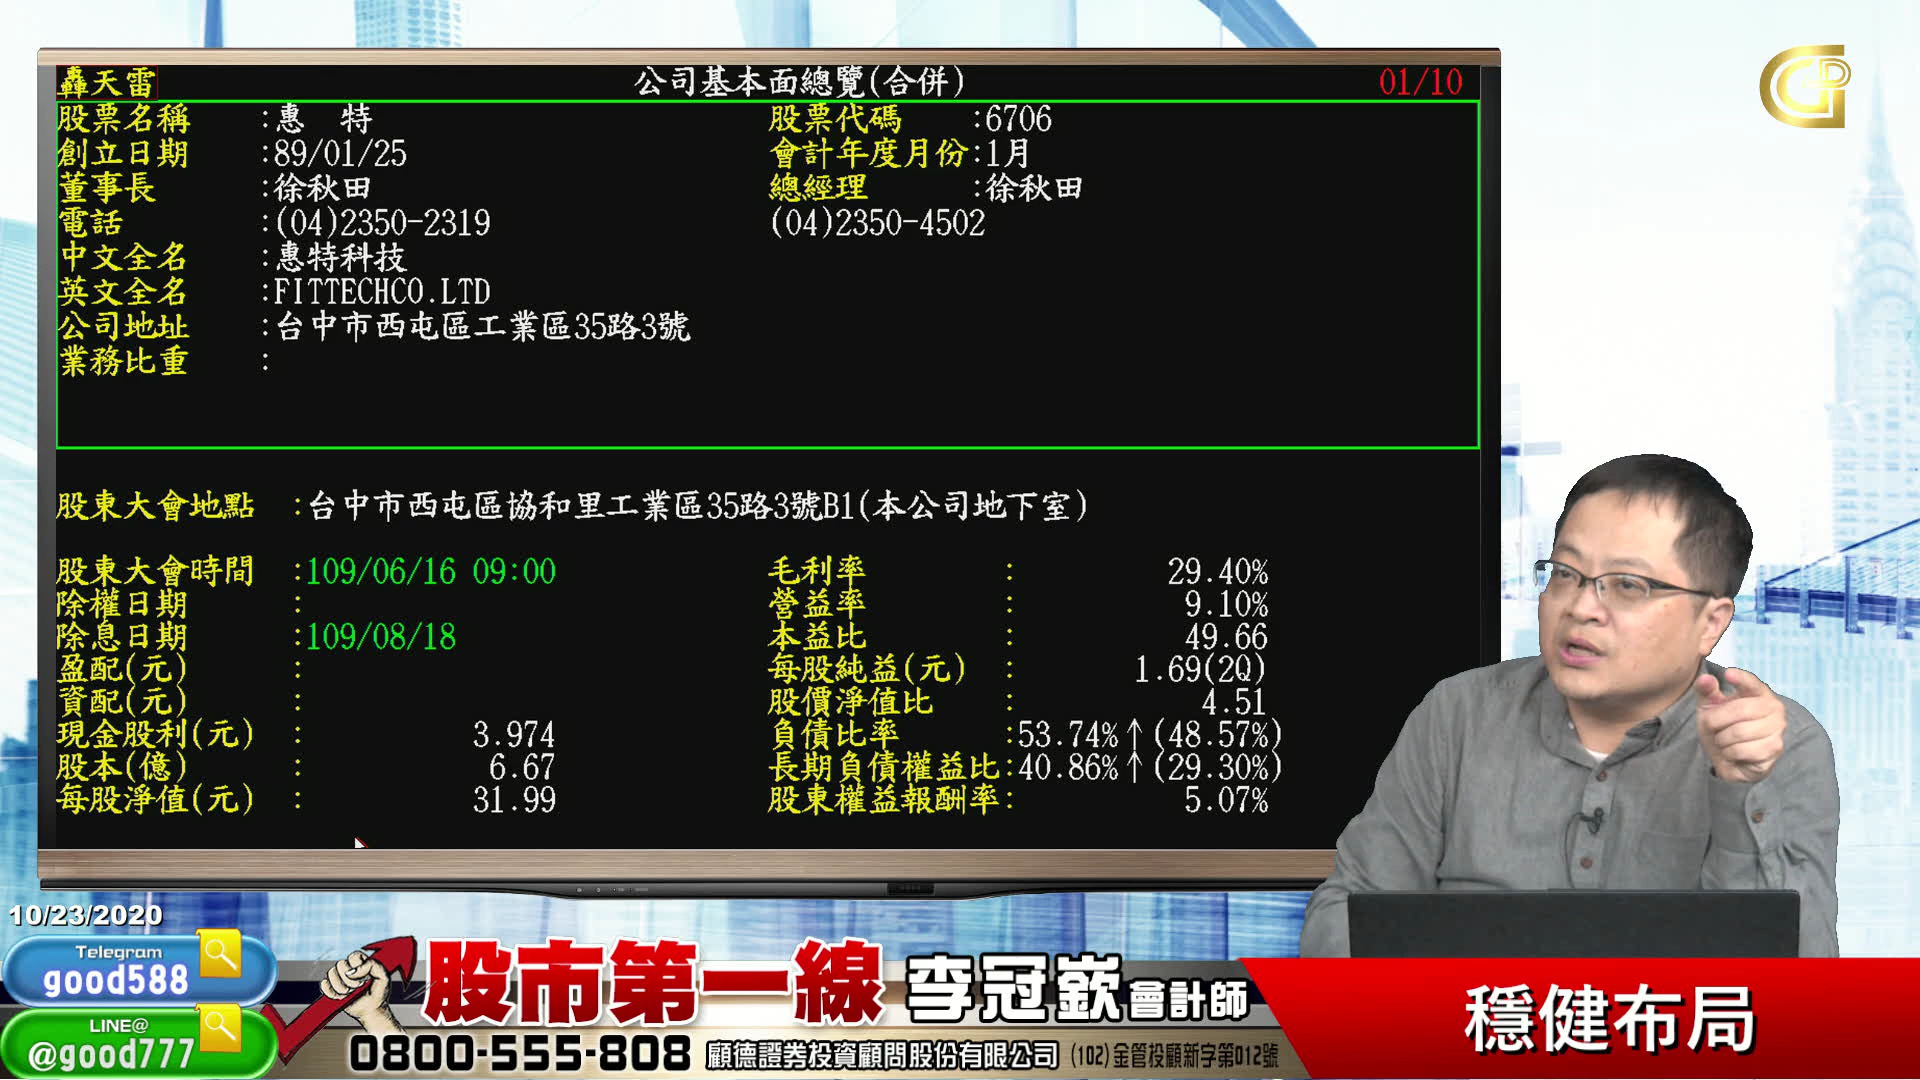 轟天雷 公司基本面總覽(合併) 01/10
股票名稱 :惠 特 股票代碼 :6706
創立日期 :89/01/25 會計年度月份:1月
董事長 :徐秋田 總經理 :徐秋田
電話 :(04)2350-2319 (04)2350-4502
中文全名 :惠特科技
英文全名 :FITTECHCO.LTD
公司地址 :台中市西屯區工業區35路3號
業務比重 :
股東大會地點 :台中市西屯區協和里工業區35路3號B1(本公司地下室)
股東大會時間 :109/06/16 09:00 毛利率 : 29.40%
除權日期 : 營益率 : 9.10%
除息日期 :109/08/18 本益比 : 49.66
盈配(元) : 每股純益(元) : 1.69(2Q)
資配(元) : 股價淨值比 : 4.51
現金股利(元) : 3.974 負債比率 :53.74%↑(48.57%)
股本(億) : 6.67 長期負債權益比:40.86%↑(29.30%)
每股淨值(元) : 31.99 股東權益報酬率: 5.07%
10/23/2020
Telegram
good588
LINE@
@good777
股市第一線 李冠嶔會計師
0800-555-808 顧德證券投資顧問股份有限公司 (102)金管投顧新字第012號
穩健布局